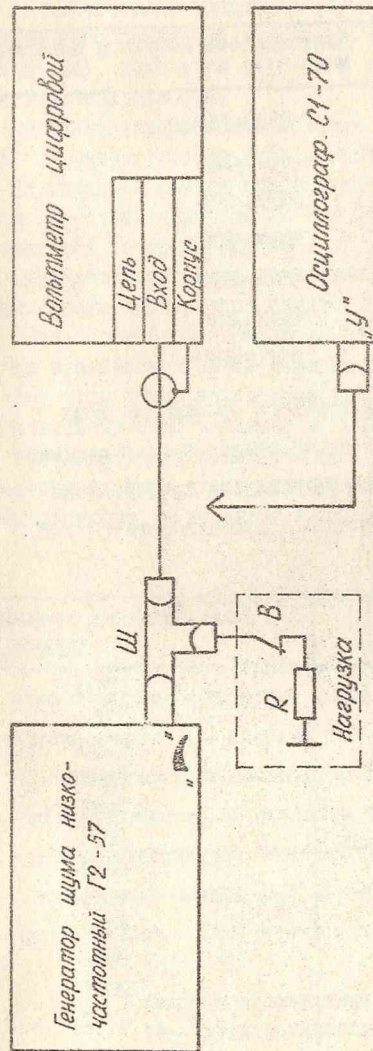 Генератор шума низко-
частотный Г2 57
Ш
В
R
Нагрузка
Вольтметр цифровой
Цепь
Вход
Корпус
Осциллограф С1-70
„У"